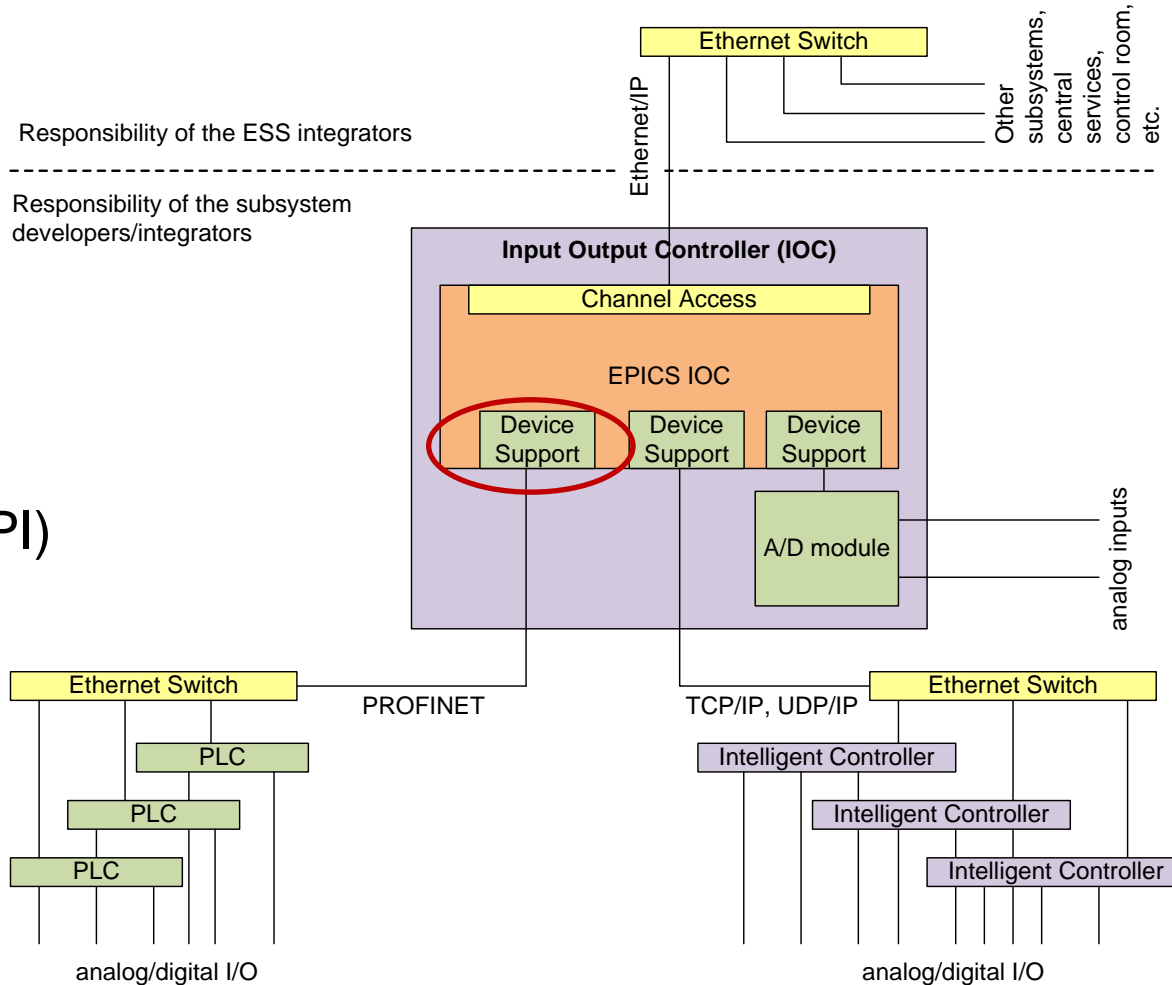 Ethernet Switch
Ethernet/IP
Other
subsystems,
central
services,
control room,
etc.
Responsibility of the ESS integrators
Responsibility of the subsystem
developers/integrators
Input Output Controller (IOC)
Channel Access
EPICS IOC
Device
Support
Device
Support
Device
Support
PI)
A/D module
analog inputs
Ethernet Switch
PROFINET
TCP/IP, UDP/IP
Ethernet Switch
PLC
PLC
PLC
Intelligent Controller
Intelligent Controller
Intelligent Controller
analog/digital I/O
analog/digital I/O